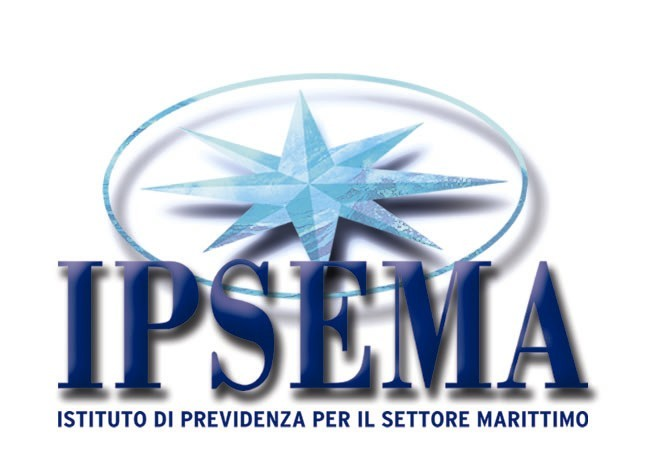 IPSEMA
ISTITUTO DI PREVIDENZA PER IL SETTORE MARITTIMO